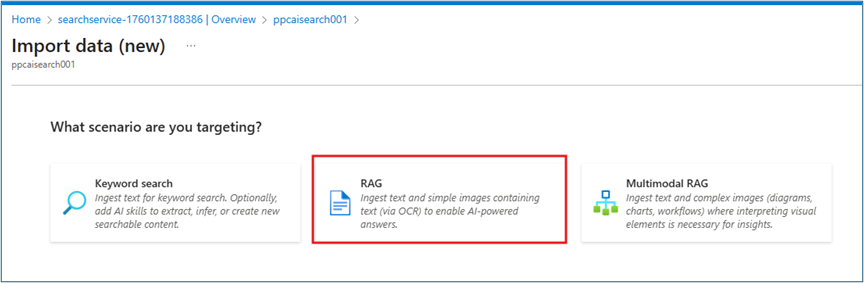 Home > searchservice-1760137188386 | Overview > ppcaisearch001 >
Import data (new) ...
ppcaisearch001
What scenario are you targeting?
Keyword search
Ingest text for keyword search. Optionally,
add AI skills to extract, infer, or create new
searchable content.
RAG
Ingest text and simple images containing
text (via OCR) to enable AI-powered
answers.
Multimodal RAG
Ingest text and complex images (diagrams,
charts, workflows) where interpreting visual
elements is necessary for insights.